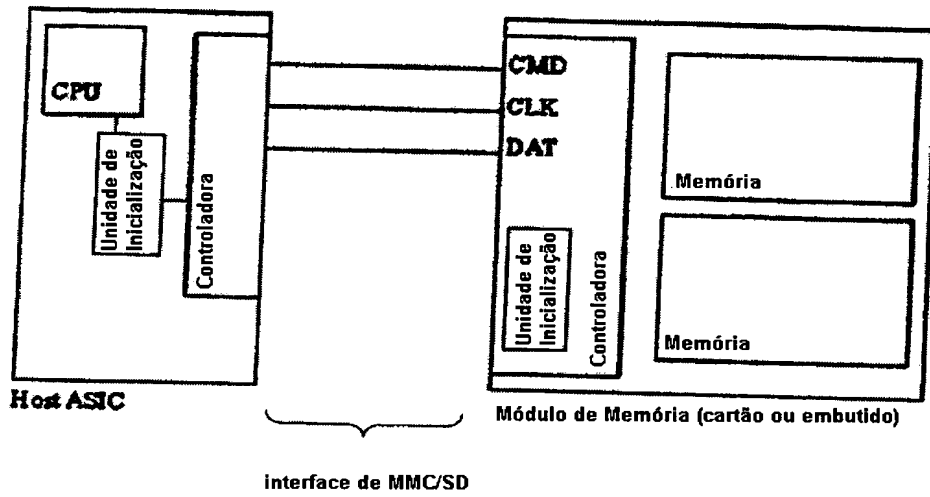 CPU
Unidade de
Inicialização
Controladora
Host ASIC
CMD
CLK
DAT
Unidade de
Inicialização
Controladora
Memória
Memória
Módulo de Memória (cartão ou embutido)
interface de MMC/SD